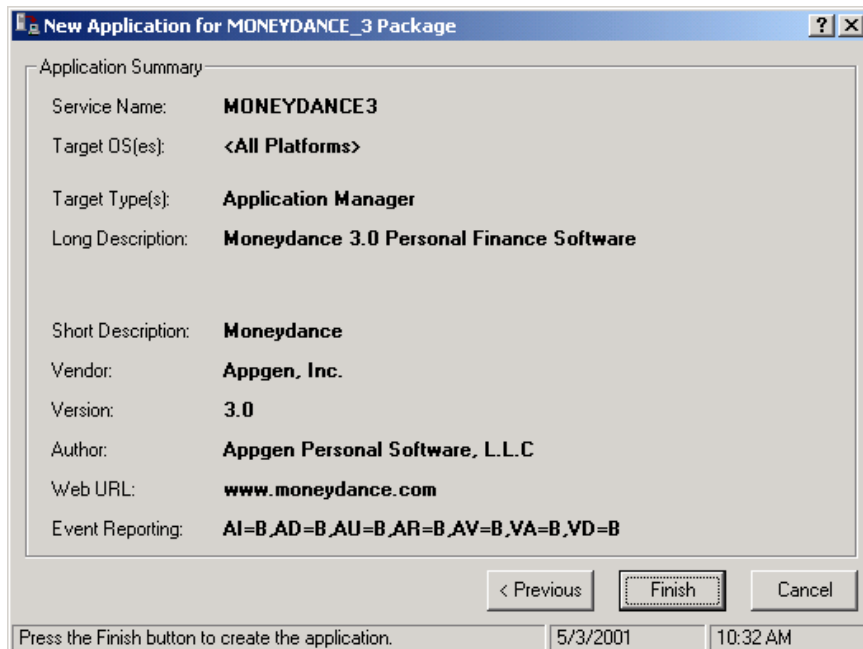 New Application for MONEYDANCE_3 Package
Application Summary
Service Name: MONEYDANCE3
Target OS(es): <All Platforms>
Target Type(s): Application Manager
Long Description: Moneydance 3.0 Personal Finance Software
Short Description: Moneydance
Vendor: Appgen, Inc.
Version: 3.0
Author: Appgen Personal Software, L.L.C
Web URL: www.moneydance.com
Event Reporting: AI=B,AD=B,AU=B,AR=B,AV=B,VA=B,VD=B
< Previous Finish Cancel
Press the Finish button to create the application. 5/3/2001 10:32 AM